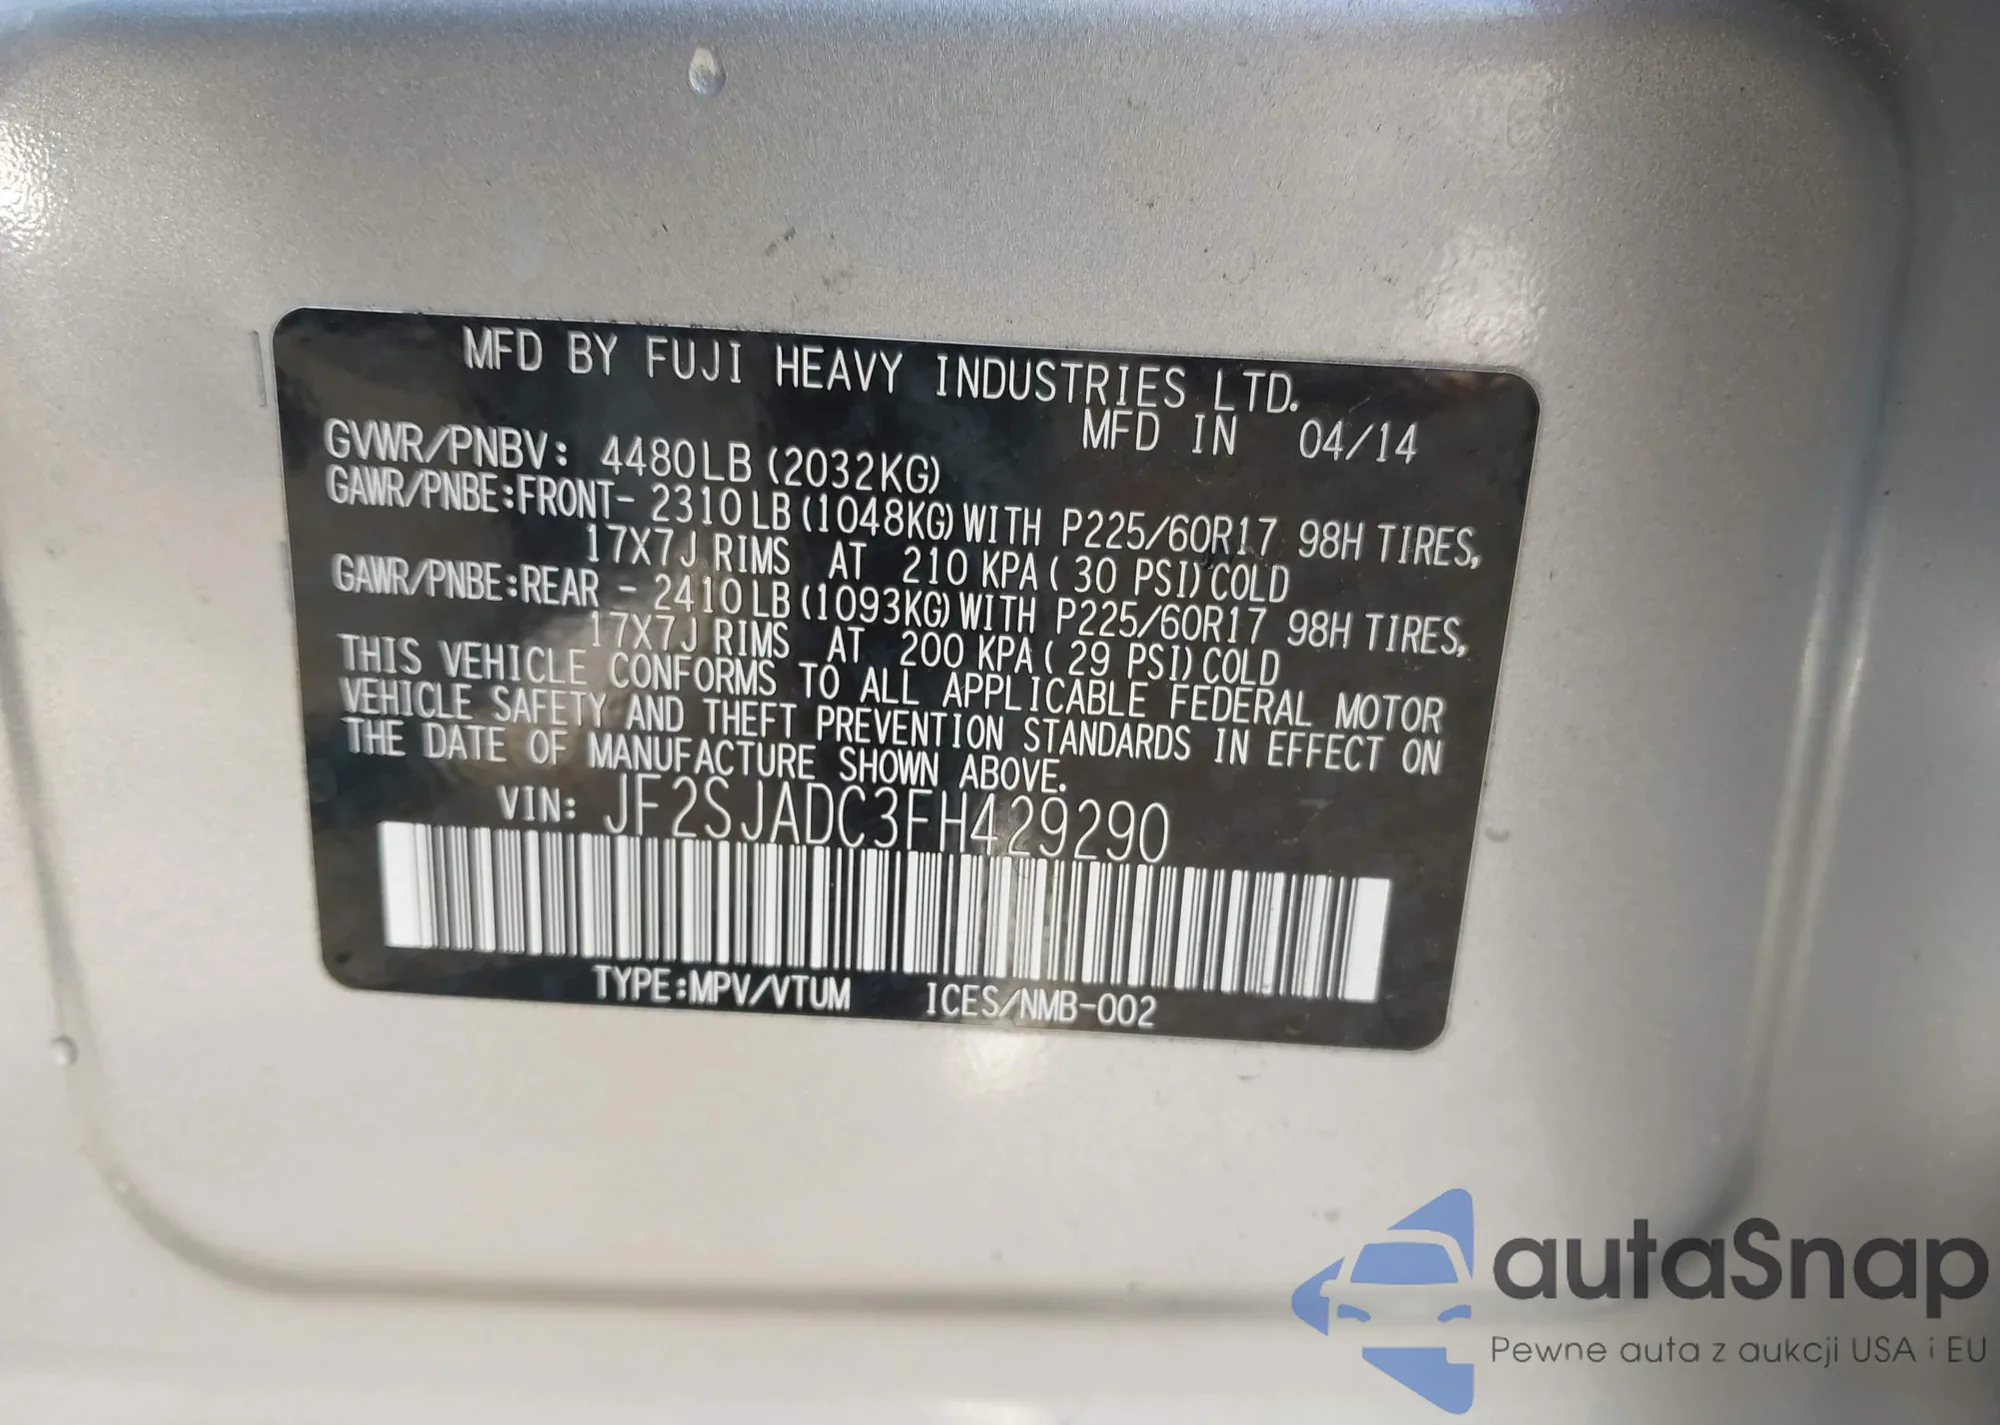 MFD BY FUJI HEAVY INDUSTRIES LTD.
MFD IN 04/14
GVWR/PNBV: 4480LB (2032KG)
GAWR/PNBE:FRONT- 2310LB(1048KG)WITH P225/60R17 98H TIRES,
17X7J RIMS AT 210 KPA( 30 PSI)COLD
GAWR/PNBE:REAR - 2410LB(1093KG)WITH P225/60R17 98H TIRES,
17X7J RIMS AT 200 KPA( 29 PSI)COLD
THIS VEHICLE CONFORMS TO ALL APPLICABLE FEDERAL MOTOR
VEHICLE SAFETY AND THEFT PREVENTION STANDARDS IN EFFECT ON
THE DATE OF MANUFACTURE SHOWN ABOVE.
VIN: JF2SJADC3FH429290
TYPE:MPV/VTUM ICES/NMB-002
autaSnap
Pewne auta z aukcji USA i EU